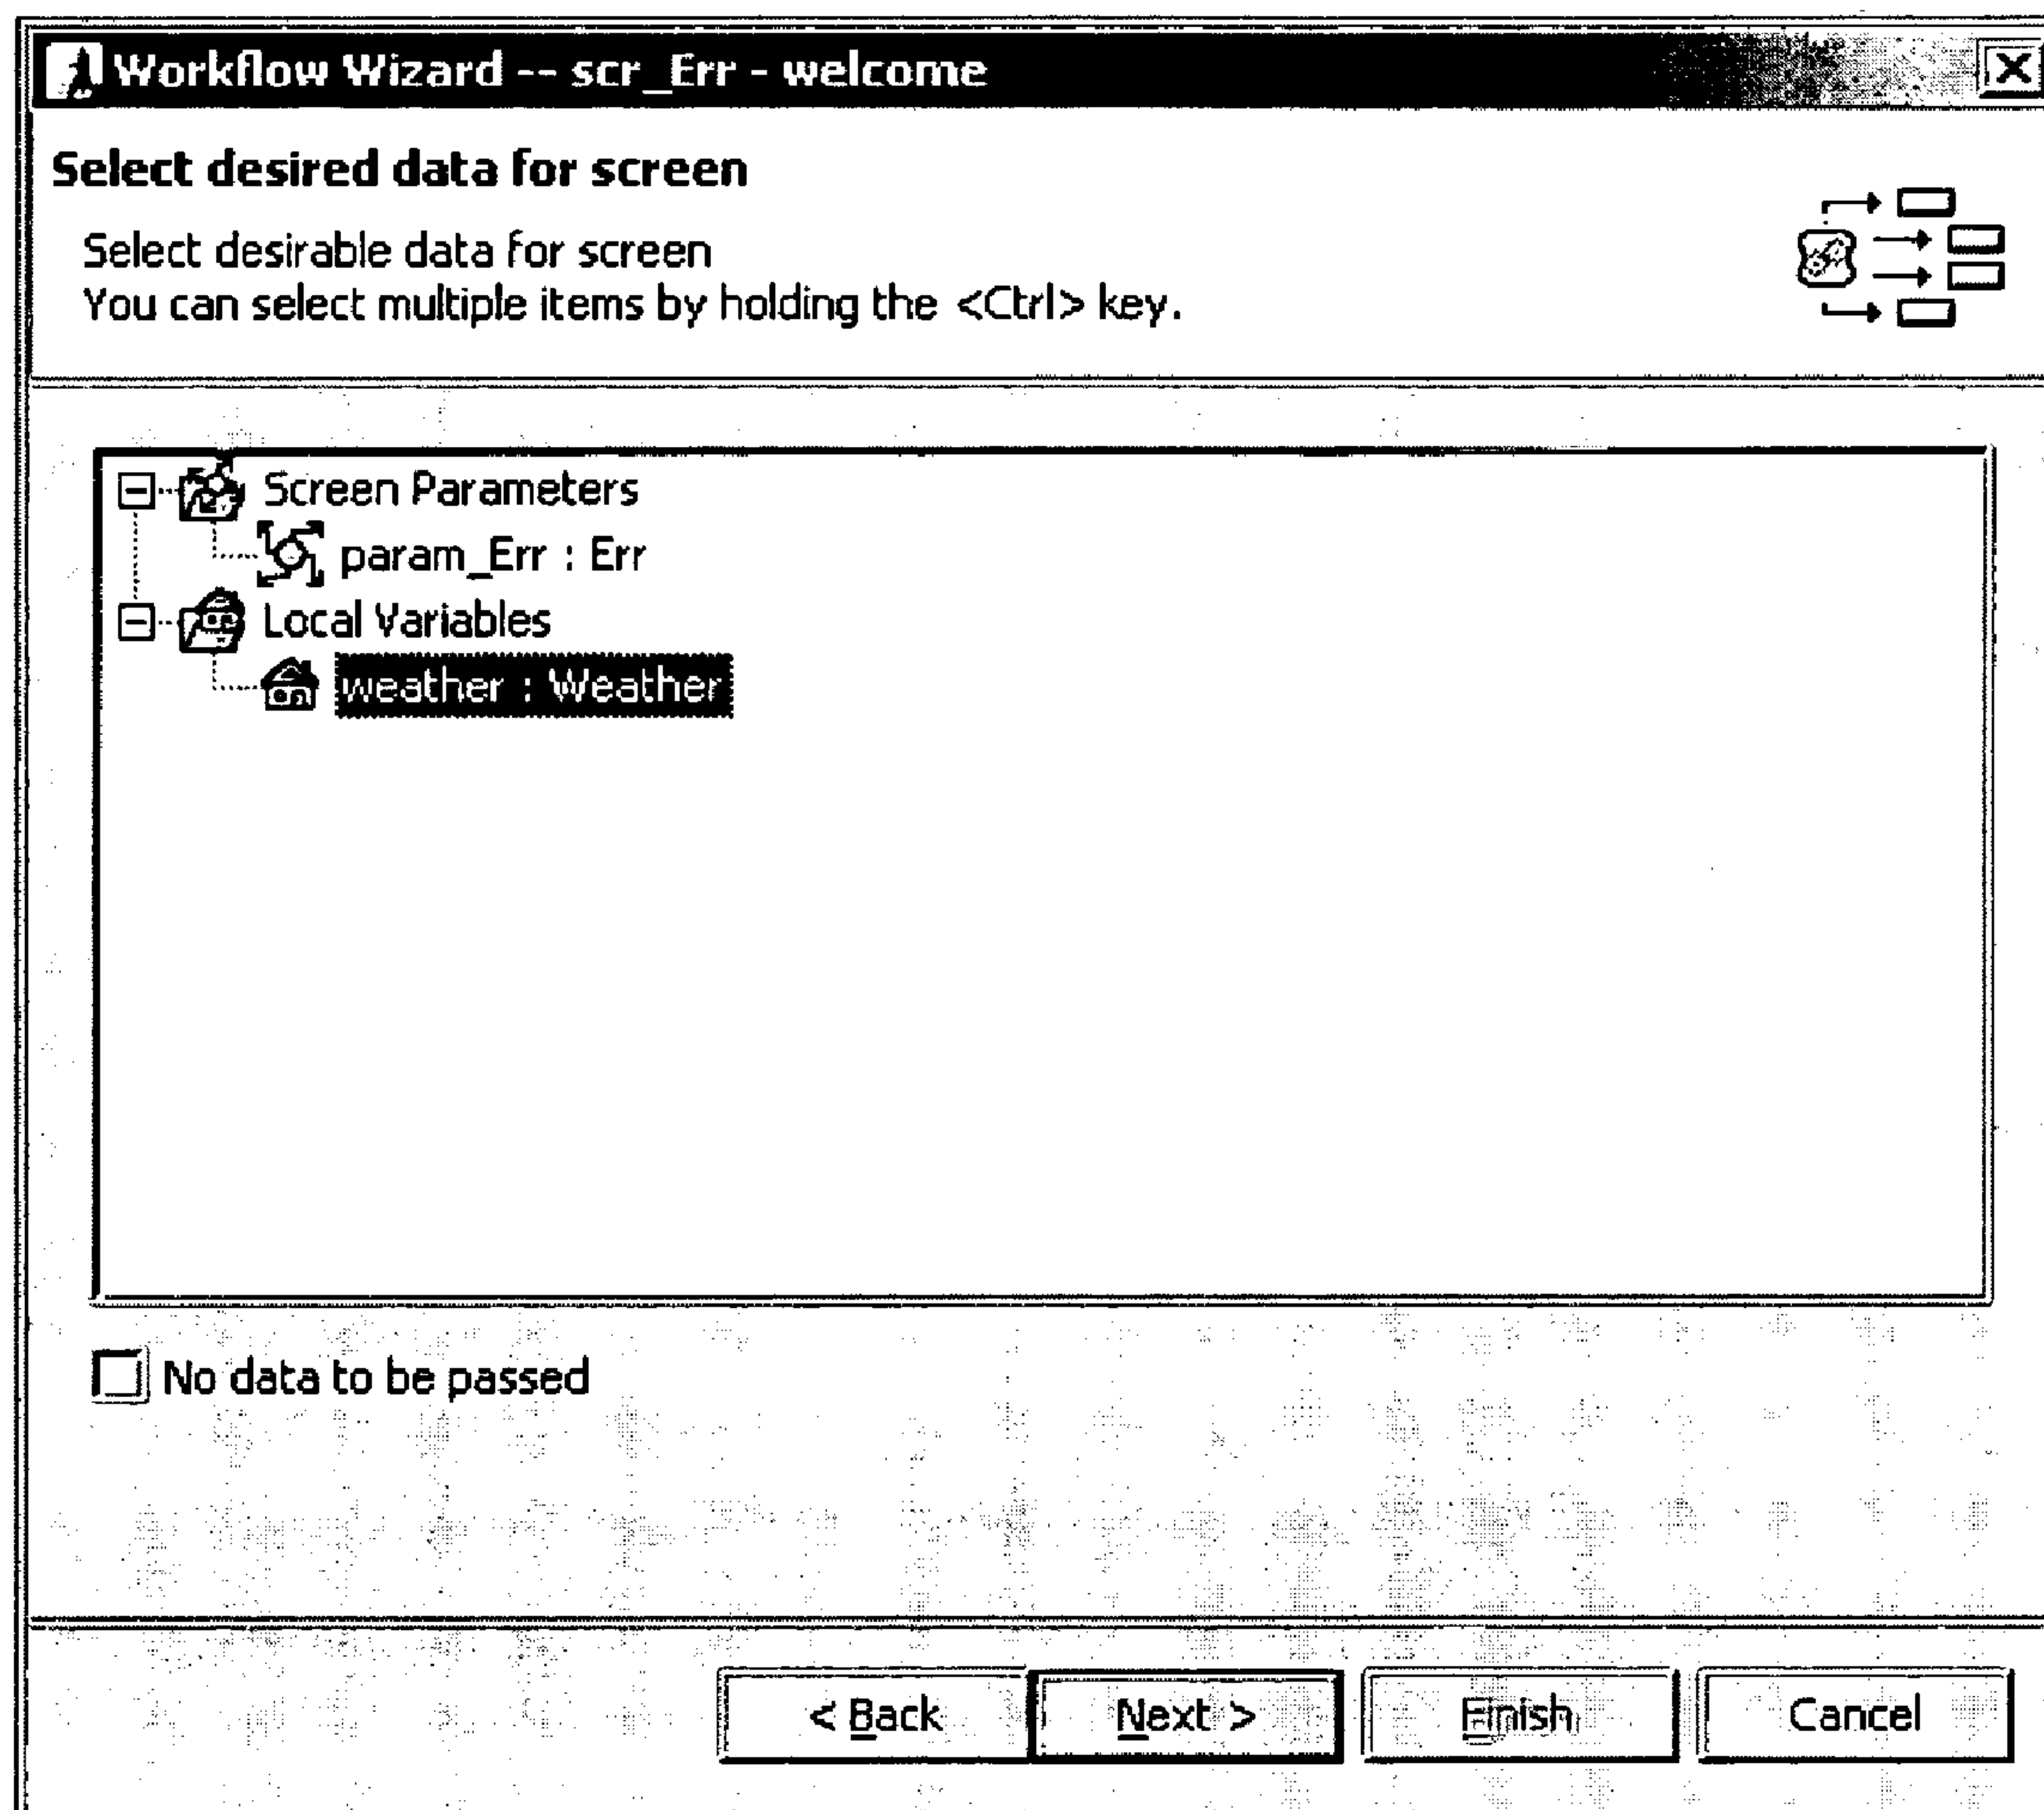 Workflow Wizard -- scr_Err - welcome
Select desired data for screen
Select desirable data for screen
You can select multiple items by holding the <Ctrl> key.
Screen Parameters
param_Err : Err
Local Variables
weather : Weather
No data to be passed
< Back Next > Finish Cancel